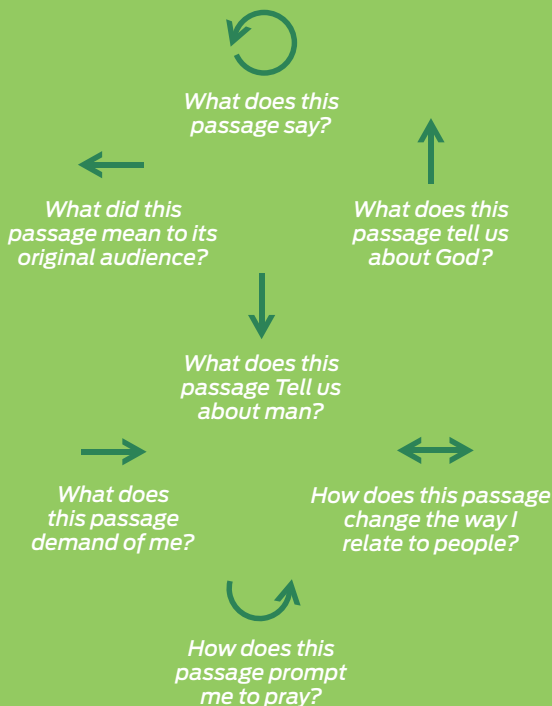 What does this
passage say?
What did this
passage mean to its
original audience?
What does this
passage tell us
about God?
What does this
passage Tell us
about man?
What does
this passage
demand of me?
How does this passage
change the way I
relate to people?
How does this
passage prompt
me to pray?